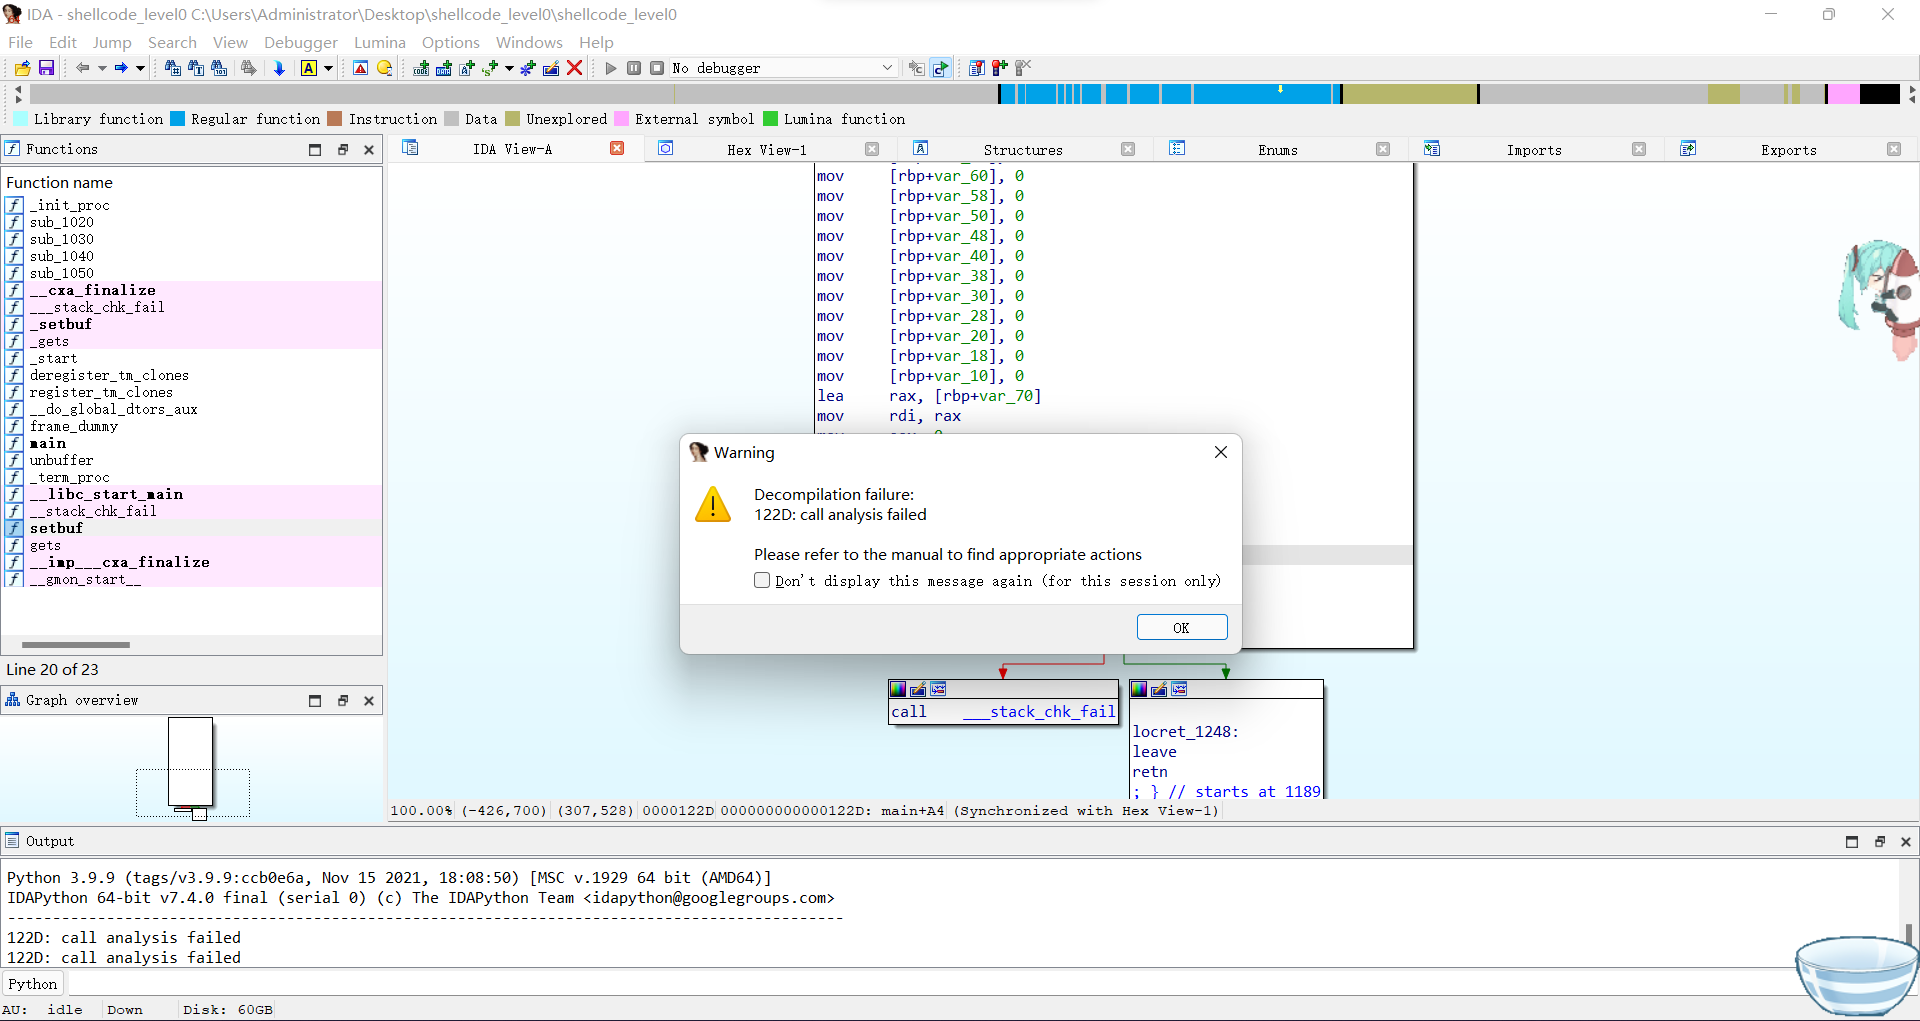 IDA - shellcode_level0 C:\Users\Administrator\Desktop\shellcode_level0\shellcode_level0
File Edit Jump Search View Debugger Lumina Options Windows Help
No debugger
Library function Regular function Instruction Data Unexplored External symbol Lumina function
Functions
IDA View-A Hex View-1 Structures Enums Imports Exports
Function name
_init_proc
sub_1020
sub_1030
sub_1040
sub_1050
__cxa_finalize
___stack_chk_fail
_setbuf
_gets
_start
deregister_tm_clones
register_tm_clones
__do_global_dtors_aux
frame_dummy
main
unbuffer
_term_proc
__libc_start_main
__stack_chk_fail
setbuf
gets
__imp___cxa_finalize
__gmon_start__
Line 20 of 23
Graph overview
mov [rbp+var_60], 0
mov [rbp+var_58], 0
mov [rbp+var_50], 0
mov [rbp+var_48], 0
mov [rbp+var_40], 0
mov [rbp+var_38], 0
mov [rbp+var_30], 0
mov [rbp+var_28], 0
mov [rbp+var_20], 0
mov [rbp+var_18], 0
mov [rbp+var_10], 0
lea rax, [rbp+var_70]
mov rdi, rax
Warning
Decompilation failure:
122D: call analysis failed
Please refer to the manual to find appropriate actions
Don't display this message again (for this session only)
OK
call ___stack_chk_fail
locret_1248:
leave
retn
; } // starts at 1189
100.00% (-426,700) (307,528) 0000122D 000000000000122D: main+A4 (Synchronized with Hex View-1)
Output
Python 3.9.9 (tags/v3.9.9:ccb0e6a, Nov 15 2021, 18:08:50) [MSC v.1929 64 bit (AMD64)]
IDAPython 64-bit v7.4.0 final (serial 0) (c) The IDAPython Team <idapython@googlegroups.com>
---------------------------------------------------------------------------------------------
122D: call analysis failed
122D: call analysis failed
Python
AU: idle Down Disk: 60GB